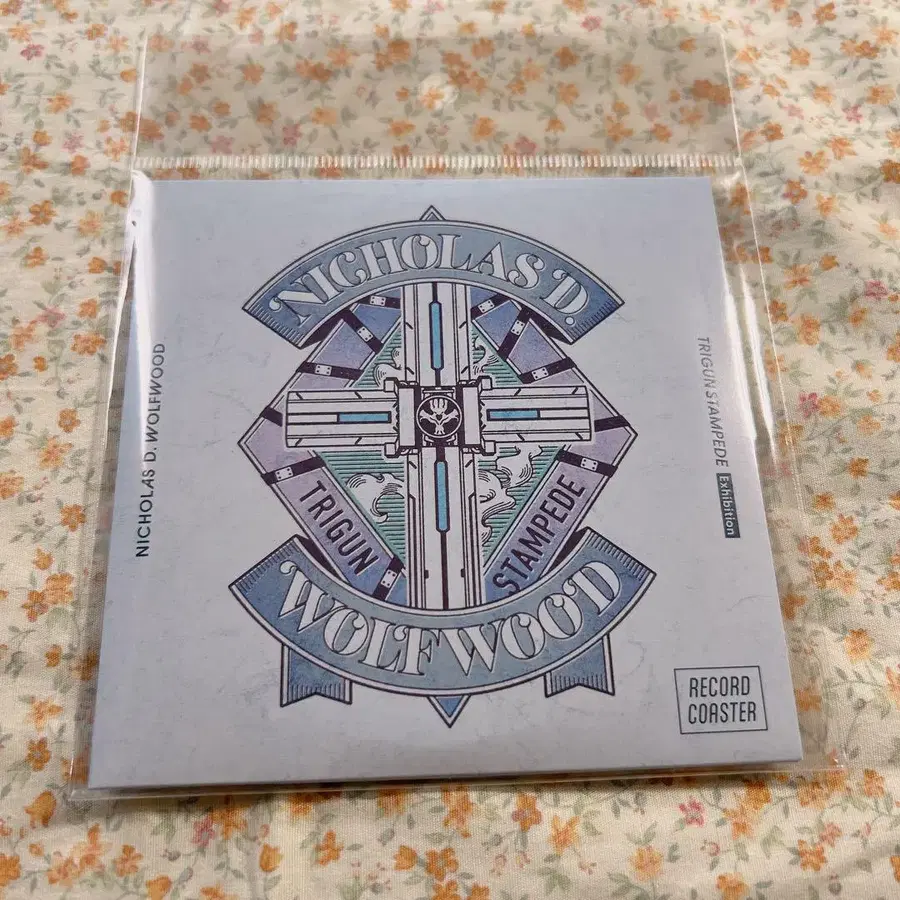 NICHOLAS D.
TRIGUN
STAMPEDE
WOLFWOOD
NICHOLAS D. WOLFWOOD
TRIGUN STAMPEDE Exhibition
RECORD
COASTER